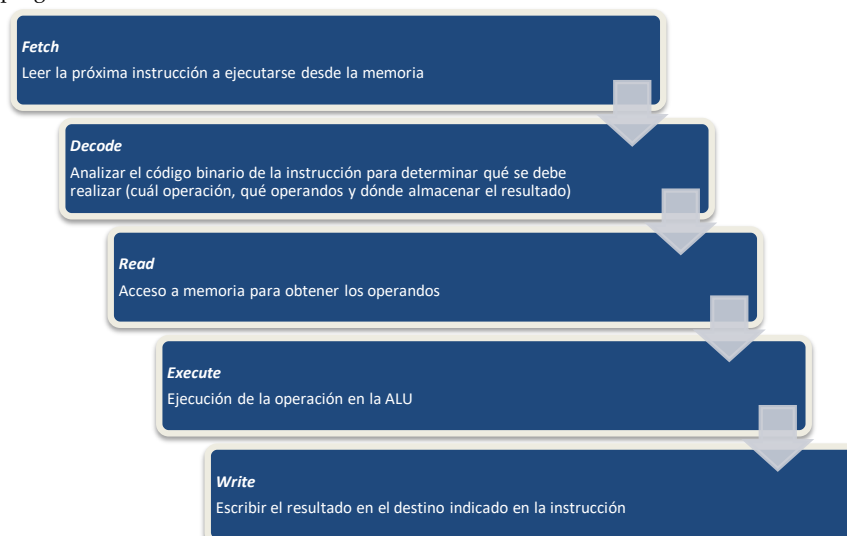 Fetch
Leer la próxima instrucción a ejecutarse desde la memoria
Decode
Analizar el código binario de la instrucción para determinar qué se debe
realizar (cuál operación, qué operandos y dónde almacenar el resultado)
Read
Acceso a memoria para obtener los operandos
Execute
Ejecución de la operación en la ALU
Write
Escribir el resultado en el destino indicado en la instrucción